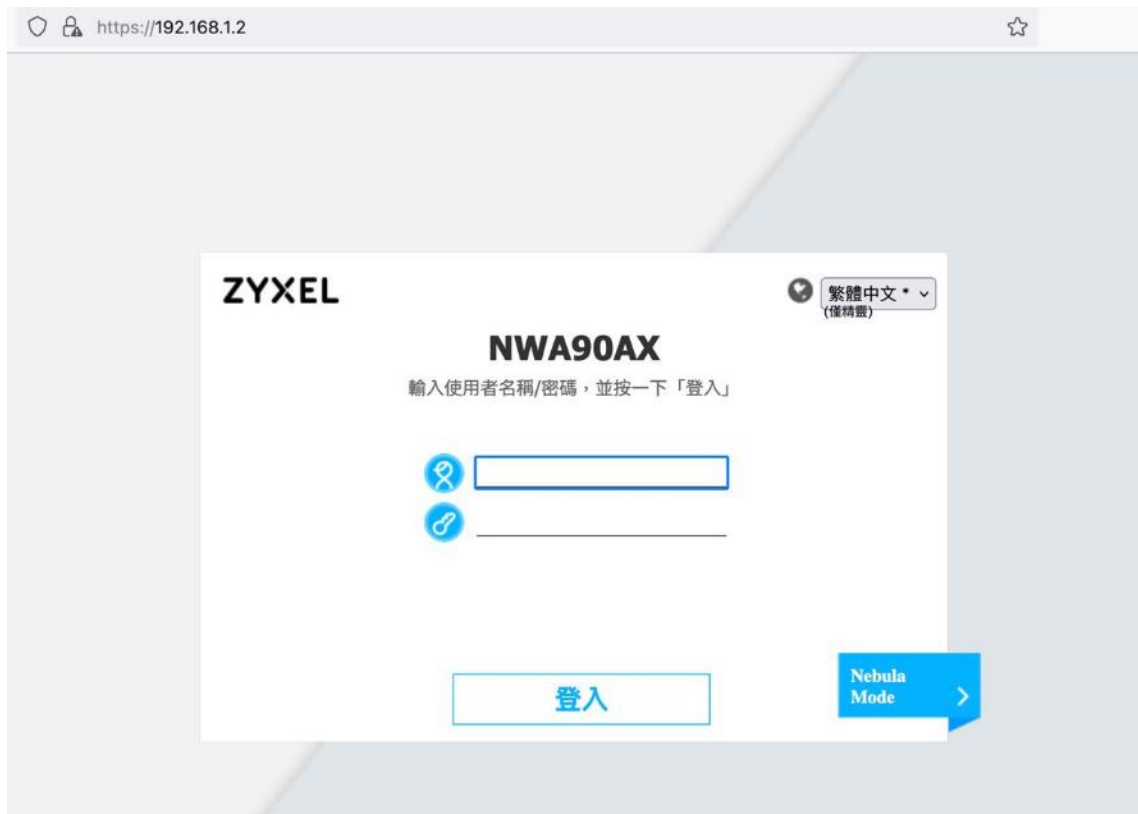 https://192.168.1.2
ZYXEL
繁體中文 *
(僅精靈)
NWA90AX
輸入使用者名稱/密碼，並按一下「登入」
登入
Nebula
Mode